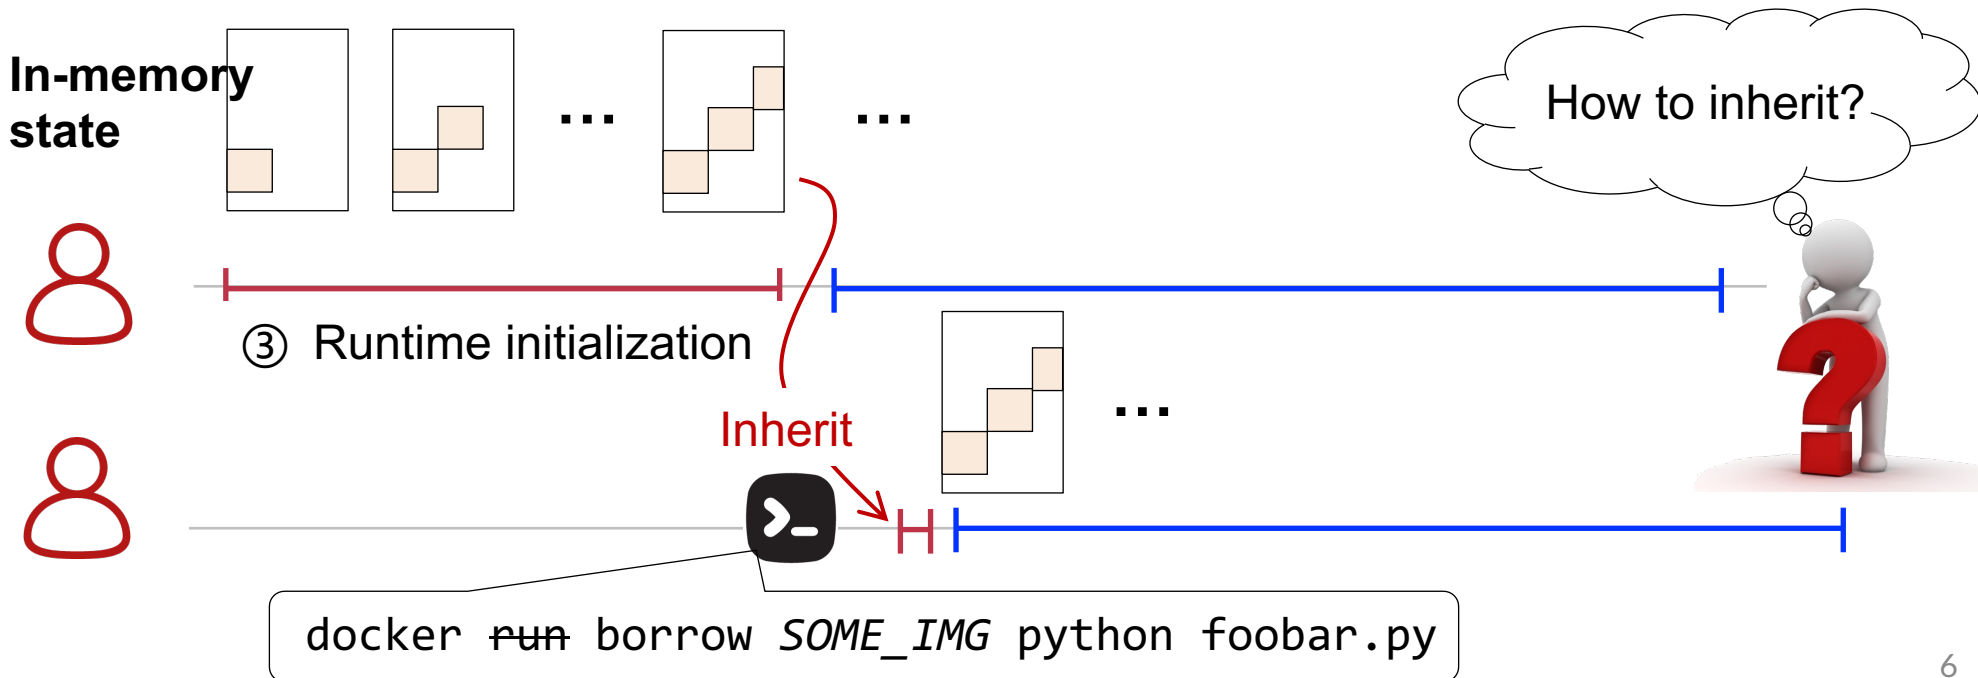 In-memory
state
...
...
How to inherit?
③ Runtime initialization
Inherit
...
>_
docker run borrow SOME_IMG python foobar.py
6